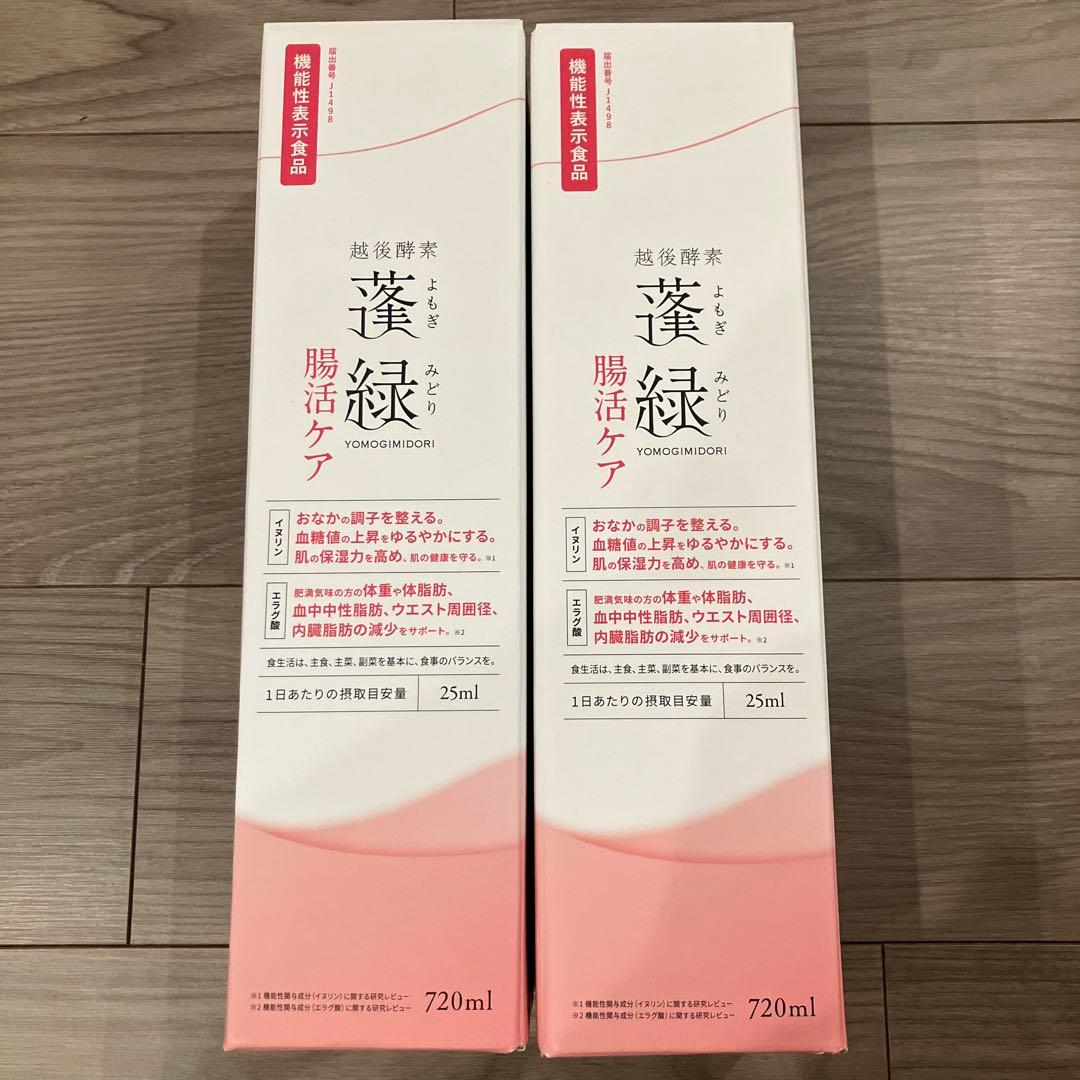 機能性表示食品
届出番号 J1498
越後酵素
蓬緑
よもぎ みどり
YOMOGIMIDORI
腸活ケア
イヌリン
おなかの調子を整える。
血糖値の上昇をゆるやかにする。
肌の保湿力を高め、肌の健康を守る。※1
エラグ酸
肥満気味の方の体重や体脂肪、
血中中性脂肪、ウエスト周囲径、
内臓脂肪の減少をサポート。※2
食生活は、主食、主菜、副菜を基本に、食事のバランスを。
1日あたりの摂取目安量 25ml
※1 機能性関与成分(イヌリン)に関する研究レビュー
※2 機能性関与成分(エラグ酸)に関する研究レビュー
720ml
機能性表示食品
届出番号 J1498
越後酵素
蓬緑
よもぎ みどり
YOMOGIMIDORI
腸活ケア
イヌリン
おなかの調子を整える。
血糖値の上昇をゆるやかにする。
肌の保湿力を高め、肌の健康を守る。※1
エラグ酸
肥満気味の方の体重や体脂肪、
血中中性脂肪、ウエスト周囲径、
内臓脂肪の減少をサポート。※2
食生活は、主食、主菜、副菜を基本に、食事のバランスを。
1日あたりの摂取目安量 25ml
※1 機能性関与成分(イヌリン)に関する研究レビュー
※2 機能性関与成分(エラグ酸)に関する研究レビュー
720ml